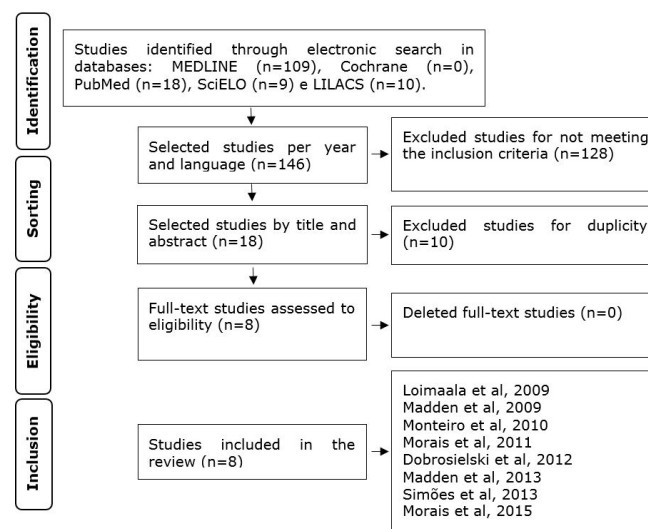 Identification
Studies identified through electronic search in
databases: MEDLINE (n=109), Cochrane (n=0),
PubMed (n=18), SciELO (n=9) e LILACS (n=10).
Selected studies per year
and language (n=146)
Excluded studies for not meeting
the inclusion criteria (n=128)
Sorting
Selected studies by title and
abstract (n=18)
Excluded studies for duplicity
(n=10)
Eligibility
Full-text studies assessed to
eligibility (n=8)
Deleted full-text studies (n=0)
Inclusion
Studies included in the
review (n=8)
Loimaala et al, 2009
Madden et al, 2009
Monteiro et al, 2010
Morais et al, 2011
Dobrosielski et al, 2012
Madden et al, 2013
Simões et al, 2013
Morais et al, 2015